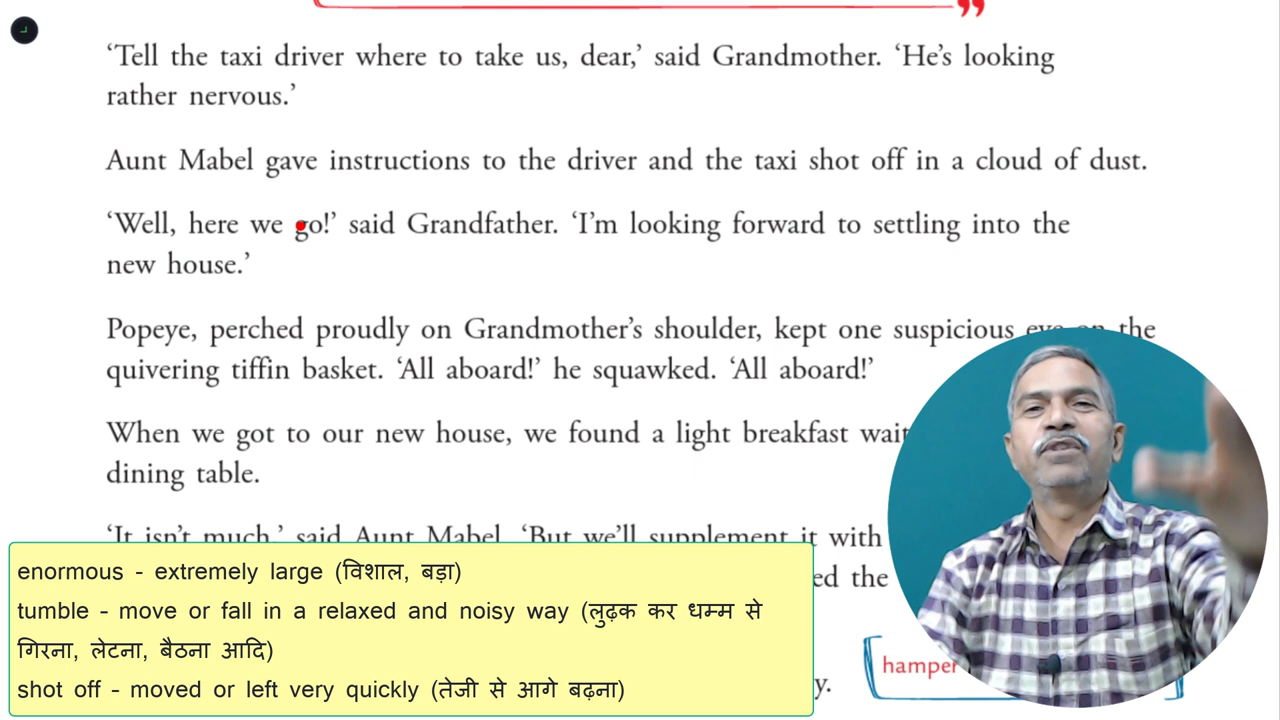 ‘Tell the taxi driver where to take us, dear,’ said Grandmother. ‘He’s looking
rather nervous.’
Aunt Mabel gave instructions to the driver and the taxi shot off in a cloud of dust.
‘Well, here we go!’ said Grandfather. ‘I’m looking forward to settling into the
new house.’
Popeye, perched proudly on Grandmother’s shoulder, kept one suspicious eye on the
quivering tiffin basket. ‘All aboard!’ he squawked. ‘All aboard!’
When we got to our new house, we found a light breakfast
dining table.
‘It isn’t much,’ said Aunt Mabel. ‘But we’ll supplement it with
the
enormous - extremely large (विशाल, बड़ा)
tumble - move or fall in a relaxed and noisy way (लुढ़क कर धम्म से
गिरना, लेटना, बैठना आदि)
shot off - moved or left very quickly (तेजी से आगे बढ़ना)
hamper